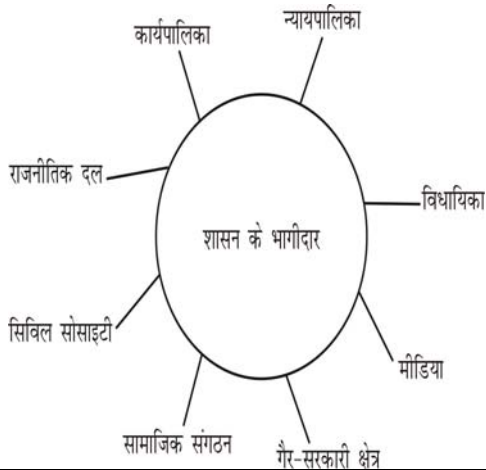 कार्यपालिका
न्यायपालिका
राजनीतिक दल
विधायिका
शासन के भागीदार
सिविल सोसाइटी
मीडिया
सामाजिक संगठन
गैर-सरकारी क्षेत्र